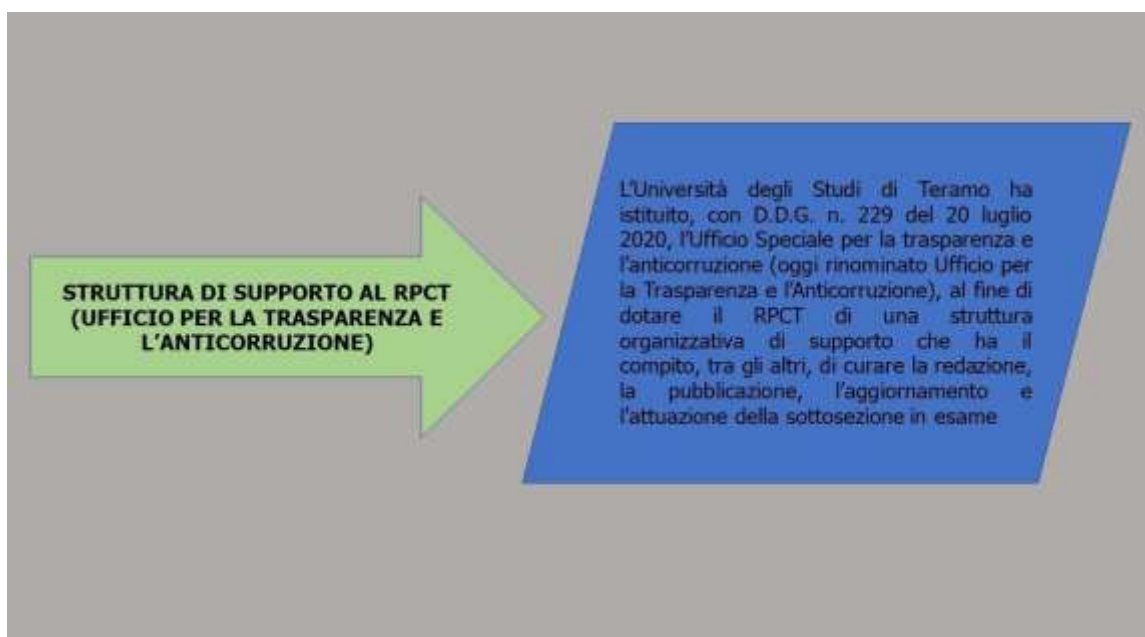 STRUTTURA DI SUPPORTO AL RPCT
(UFFICIO PER LA TRASPARENZA E
L'ANTICORRUZIONE)
L'Università degli Studi di Teramo ha
istituito, con D.D.G. n. 229 del 20 luglio
2020, l'Ufficio Speciale per la trasparenza e
l'anticorruzione (oggi rinominato Ufficio per
la Trasparenza e l'Anticorruzione), al fine di
dotare il RPCT di una struttura
organizzativa di supporto che ha il
compito, tra gli altri, di curare la redazione,
la pubblicazione, l'aggiornamento e
l'attuazione della sottosezione in esame